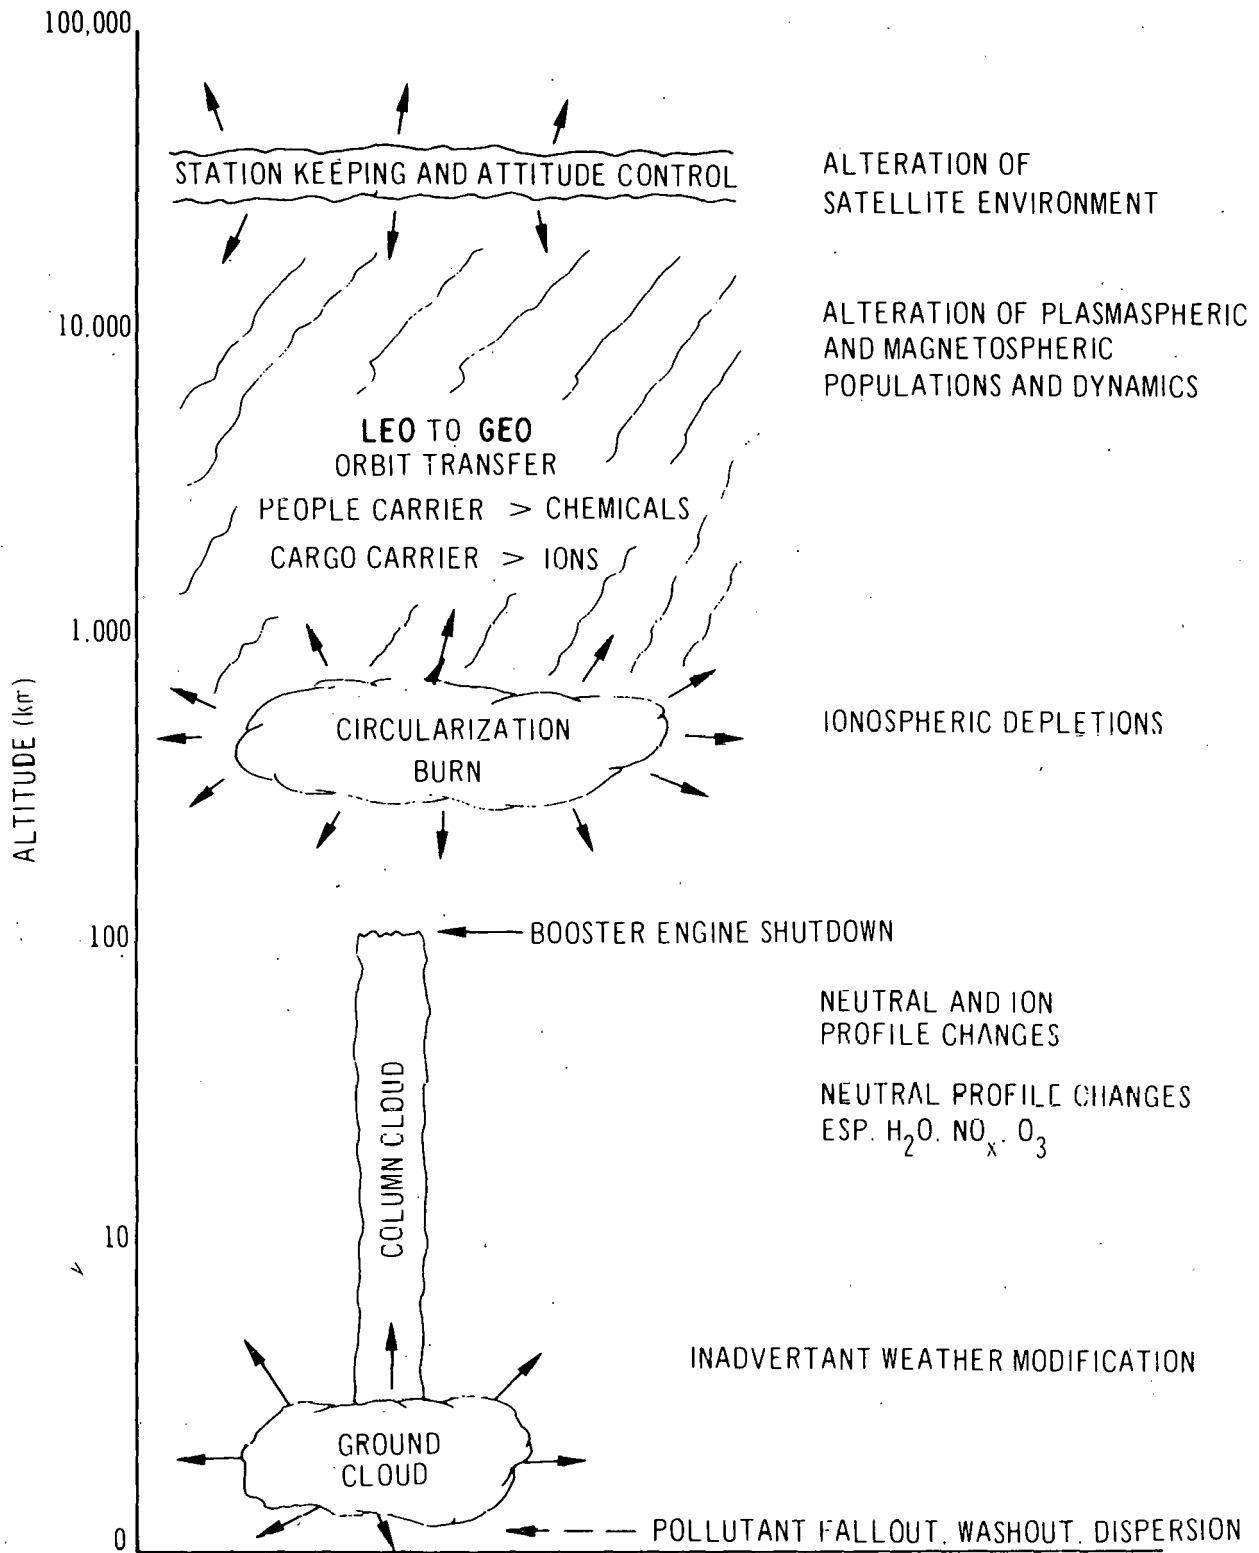 100,000
STATION KEEPING AND ATTITUDE CONTROL
ALTERATION OF
SATELLITE ENVIRONMENT
10.000
ALTERATION OF PLASMASPHERIC
AND MAGNETOSPHERIC
POPULATIONS AND DYNAMICS
LEO TO GEO
ORBIT TRANSFER
PEOPLE CARRIER > CHEMICALS
CARGO CARRIER > IONS
1.000
ALTITUDE (km)
CIRCULARIZATION
BURN
IONOSPHERIC DEPLETIONS
100
BOOSTER ENGINE SHUTDOWN
NEUTRAL AND ION
PROFILE CHANGES
NEUTRAL PROFILE CHANGES
ESP. H₂O. NOₓ. O₃
COLUMN CLOUD
10
INADVERTANT WEATHER MODIFICATION
GROUND
CLOUD
0
POLLUTANT FALLOUT. WASHOUT. DISPERSION